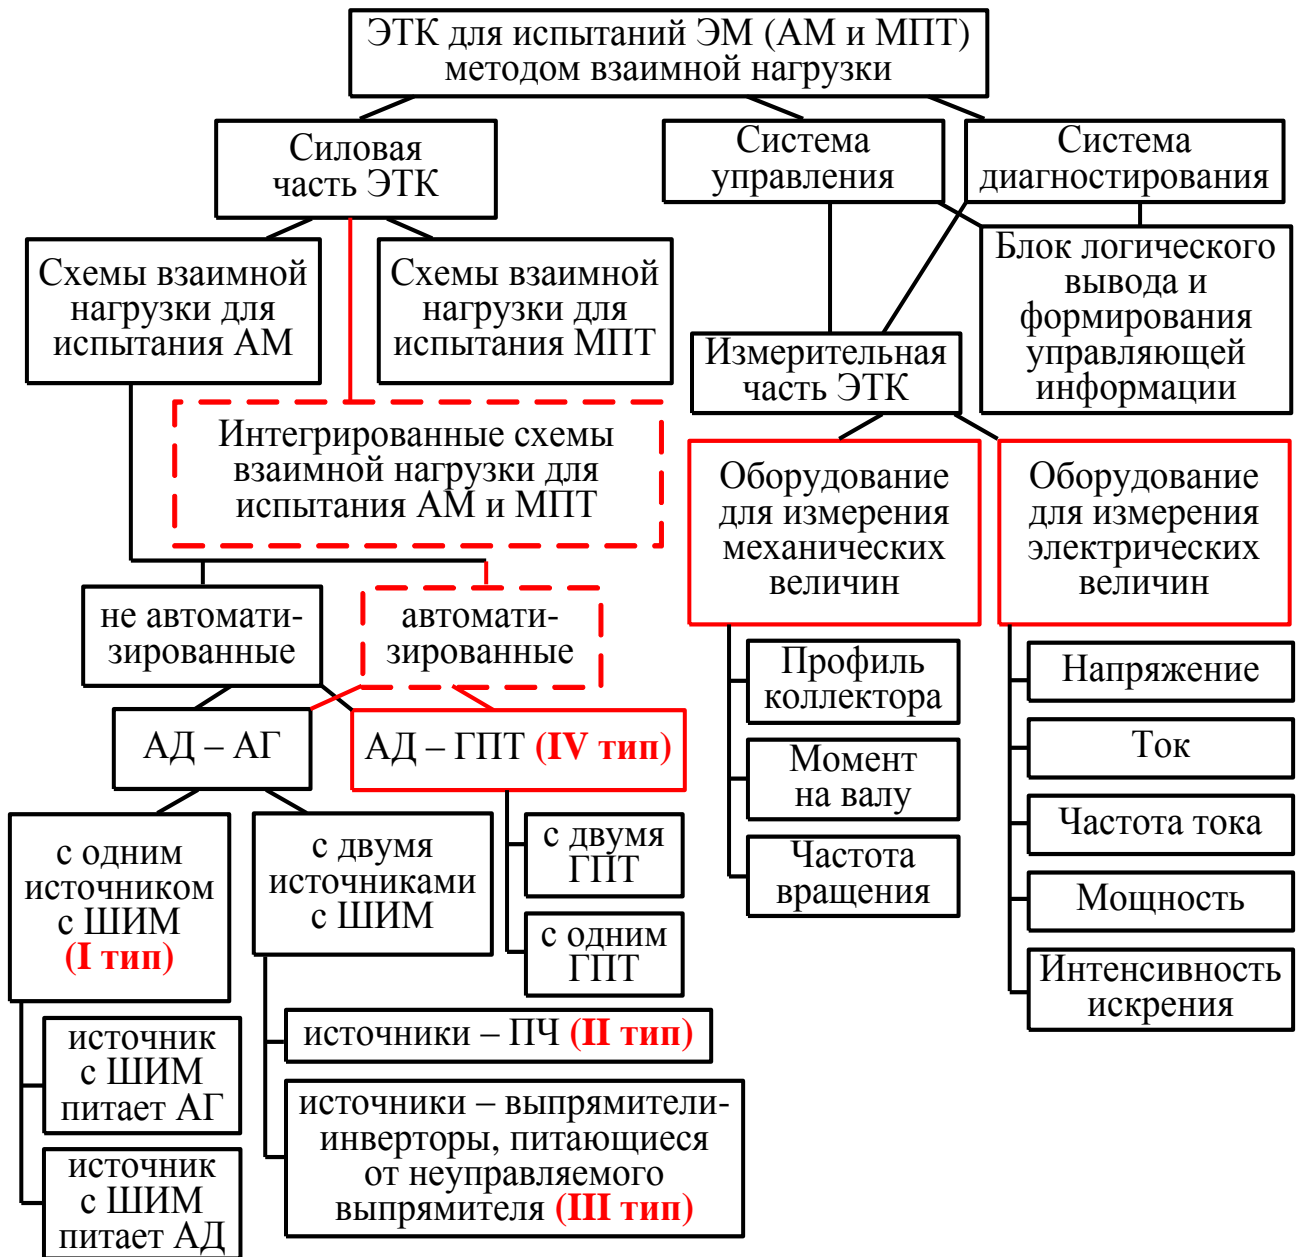 ЭТК для испытаний ЭМ (АМ и МПТ)
методом взаимной нагрузки
Силовая
часть ЭТК
Система
управления
Система
диагностирования
Схемы взаимной
нагрузки для
испытания АМ
Схемы взаимной
нагрузки для
испытания МПТ
Блок логического
вывода и
формирования
управляющей
информации
Измерительная
часть ЭТК
Интегрированные схемы
взаимной нагрузки для
испытания АМ и МПТ
Оборудование
для измерения
механических
величин
Оборудование
для измерения
электрических
величин
не автомати-
зированные
автомати-
зированные
Профиль
коллектора
Момент
на валу
Частота
вращения
Напряжение
Ток
Частота тока
Мощность
Интенсивность
искрения
АД – АГ
АД – ГПТ (IV тип)
с одним
источником
с ШИМ
(I тип)
с двумя
источниками
с ШИМ
с двумя
ГПТ
с одним
ГПТ
источник
с ШИМ
питает АГ
источник
с ШИМ
питает АД
источники – ПЧ (II тип)
источники – выпрямители-
инверторы, питающиеся
от неуправляемого
выпрямителя (III тип)